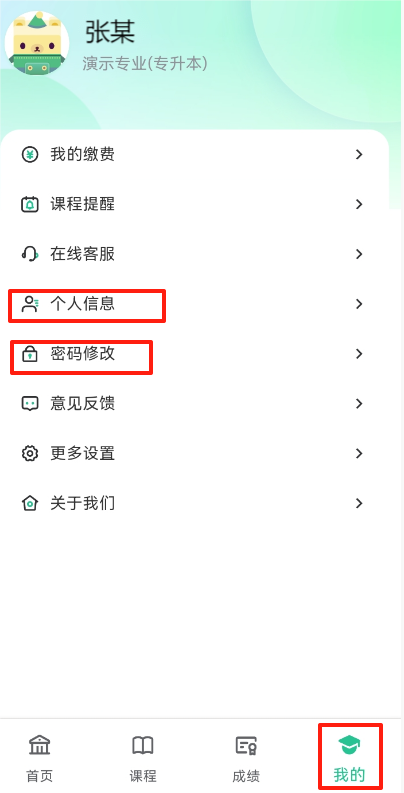 张某
演示专业(专升本)
我的缴费
课程提醒
在线客服
个人信息
密码修改
意见反馈
更多设置
关于我们
首页
课程
成绩
我的